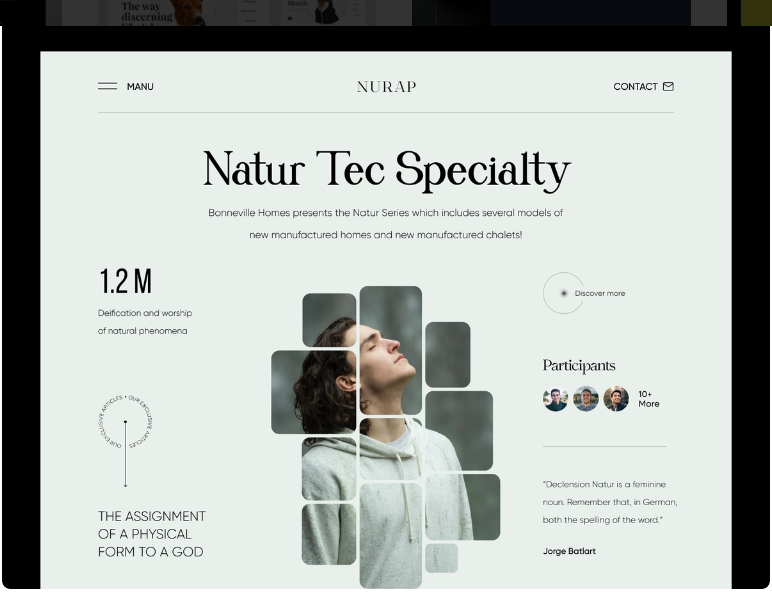 The way
discerning
MANU
NURAP
CONTACT
Natur Tec Specialty
Bonneville Homes presents the Natur Series which includes several models of
new manufactured homes and new manufactured chalets!
1.2 M
Deification and worship
of natural phenomena
Discover more
Participants
10+
More
OUR EXCLUSIVE ARTICLES • OUR EXCLUSIVE ARTICLES
THE ASSIGNMENT
OF A PHYSICAL
FORM TO A GOD
"Declension Natur is a feminine
noun. Remember that, in German,
both the spelling of the word."
Jorge Batlart